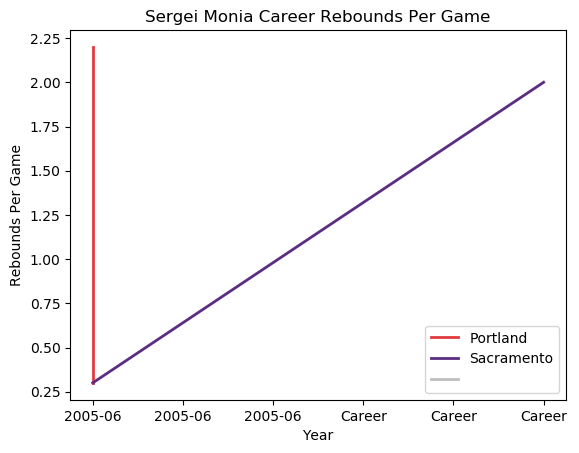 Sergei Monia Career Rebounds Per Game
2.25
2.00
1.75
1.50
1.25
1.00
0.75
0.50
0.25
Rebounds Per Game
Portland
Sacramento
2005-06 2005-06 2005-06 Career Career Career
Year